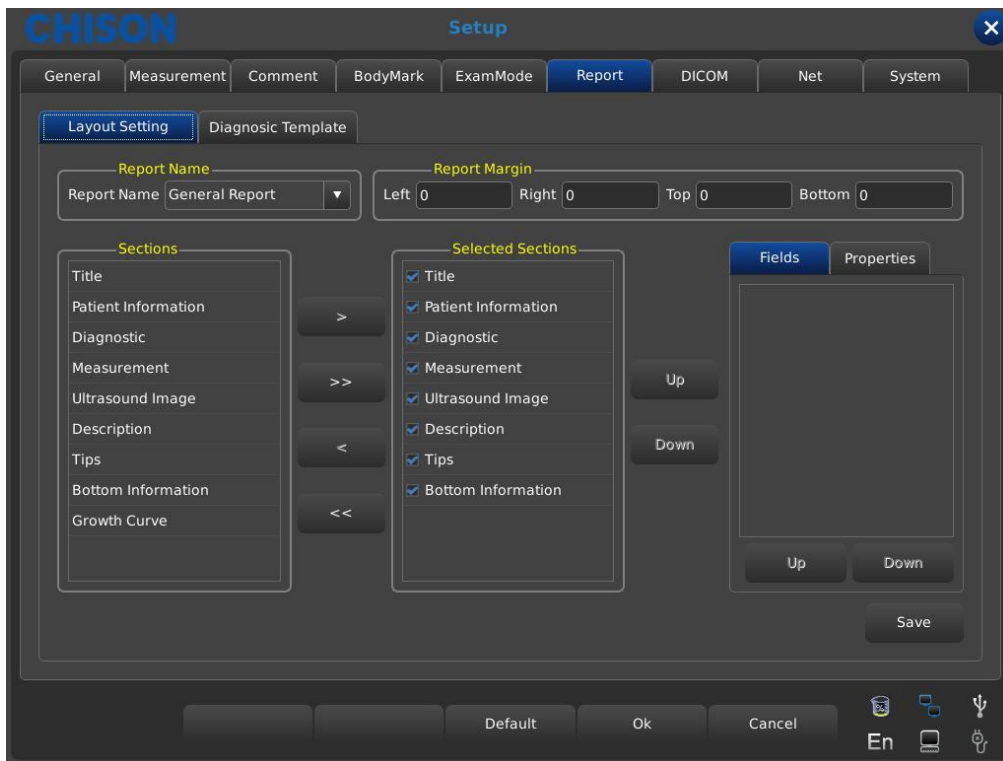 CHISON Setup
General Measurement Comment BodyMark ExamMode Report DICOM Net System
Layout Setting Diagnosic Template
Report Name
Report Name General Report
Report Margin
Left 0 Right 0 Top 0 Bottom 0
Sections
Title
Patient Information
Diagnostic
Measurement
Ultrasound Image
Description
Tips
Bottom Information
Growth Curve
>
>>
<
<<
Selected Sections
Title
Patient Information
Diagnostic
Measurement
Ultrasound Image
Description
Tips
Bottom Information
Up
Down
Fields Properties
Up Down
Save
Default Ok Cancel
En